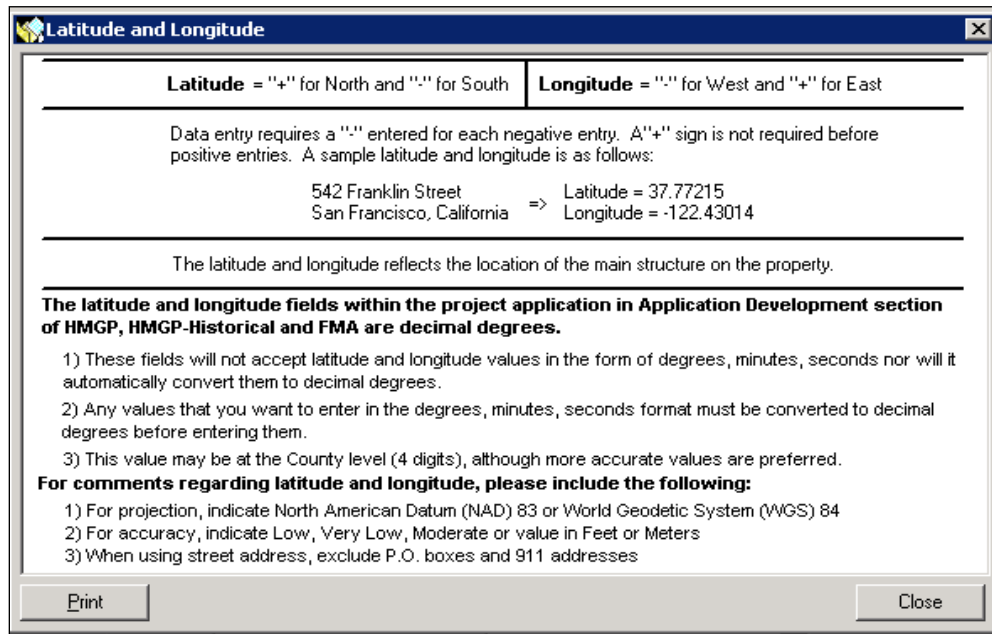 Latitude and Longitude
Latitude = "+" for North and "-" for South
Longitude = "-" for West and "+" for East
Data entry requires a "-" entered for each negative entry. A"+" sign is not required before
positive entries. A sample latitude and longitude is as follows:
542 Franklin Street
San Francisco, California
=>
Latitude = 37.77215
Longitude = -122.43014
The latitude and longitude reflects the location of the main structure on the property.
The latitude and longitude fields within the project application in Application Development section
of HMGP, HMGP-Historical and FMA are decimal degrees.
1) These fields will not accept latitude and longitude values in the form of degrees, minutes, seconds nor will it
automatically convert them to decimal degrees.
2) Any values that you want to enter in the degrees, minutes, seconds format must be converted to decimal
degrees before entering them.
3) This value may be at the County level (4 digits), although more accurate values are preferred.
For comments regarding latitude and longitude, please include the following:
1) For projection, indicate North American Datum (NAD) 83 or World Geodetic System (WGS) 84
2) For accuracy, indicate Low, Very Low, Moderate or value in Feet or Meters
3) When using street address, exclude P.O. boxes and 911 addresses
Print
Close